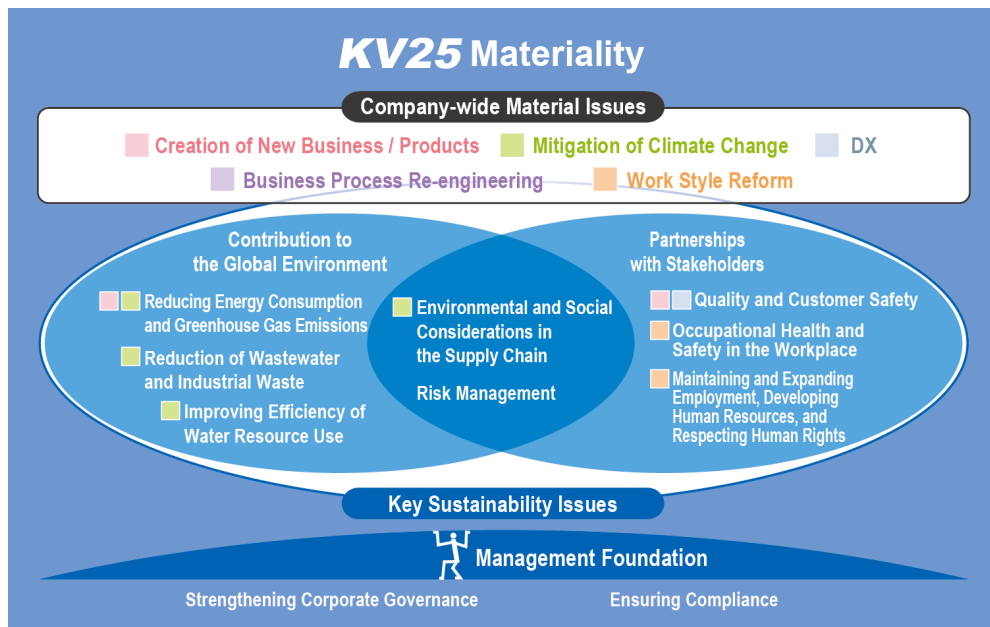 KV25 Materiality
Company-wide Material Issues
Creation of New Business / Products
Mitigation of Climate Change
DX
Business Process Re-engineering
Work Style Reform
Contribution to
the Global Environment
Reducing Energy Consumption
and Greenhouse Gas Emissions
Reduction of Wastewater
and Industrial Waste
Improving Efficiency of
Water Resource Use
Environmental and Social
Considerations in
the Supply Chain
Risk Management
Partnerships
with Stakeholders
Quality and Customer Safety
Occupational Health and
Safety in the Workplace
Maintaining and Expanding
Employment, Developing
Human Resources, and
Respecting Human Rights
Key Sustainability Issues
Management Foundation
Strengthening Corporate Governance
Ensuring Compliance